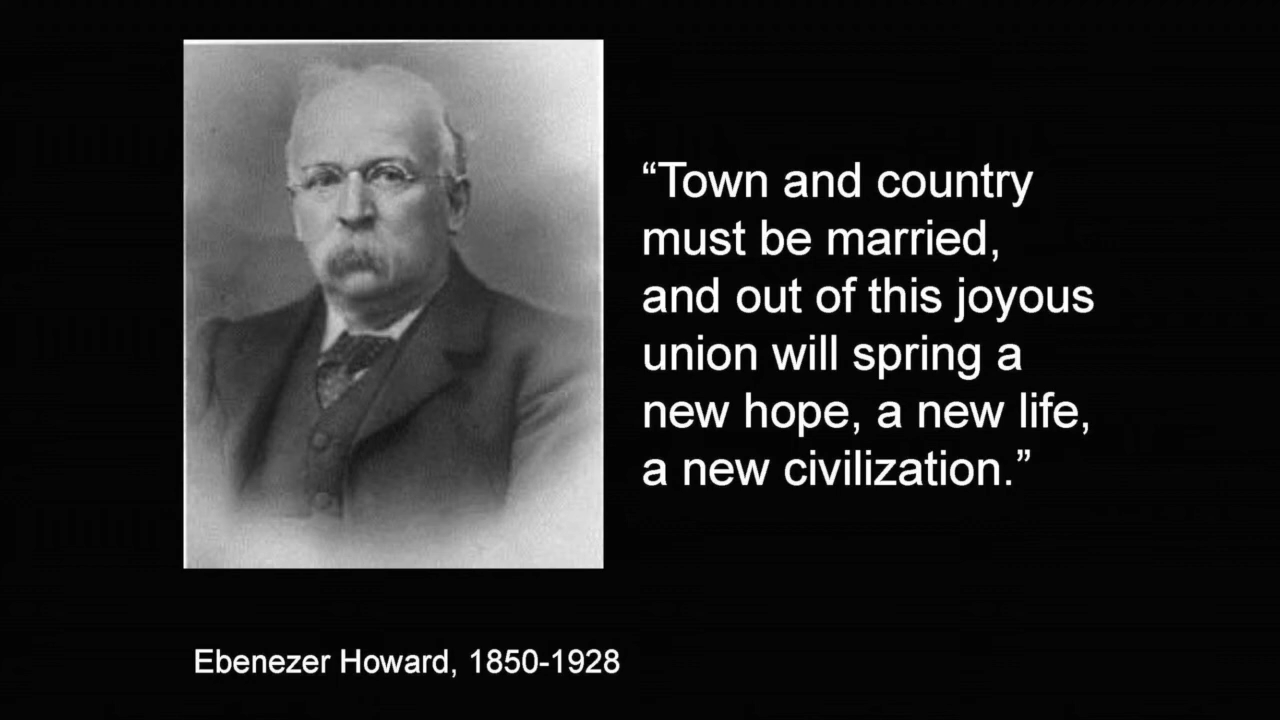 “Town and country
must be married,
and out of this joyous
union will spring a
new hope, a new life,
a new civilization.”
Ebenezer Howard, 1850-1928